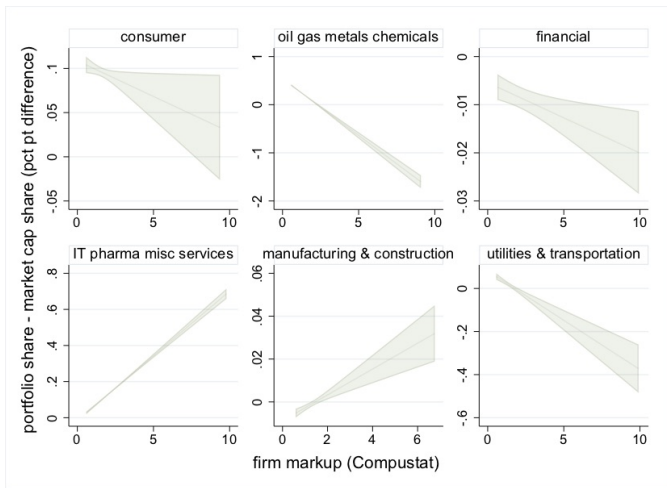 portfolio share - market cap share (pct pt difference)
consumer
.1
.05
0
-.05
0 5 10
oil gas metals chemicals
1
0
-1
-2
0 5 10
financial
0
-.01
-.02
-.03
0 5 10
IT pharma misc services
.8
.6
.4
.2
0
0 5 10
manufacturing & construction
.06
.04
.02
0
0 2 4 6
utilities & transportation
0
-.2
-.4
-.6
0 5 10
firm markup (Compustat)